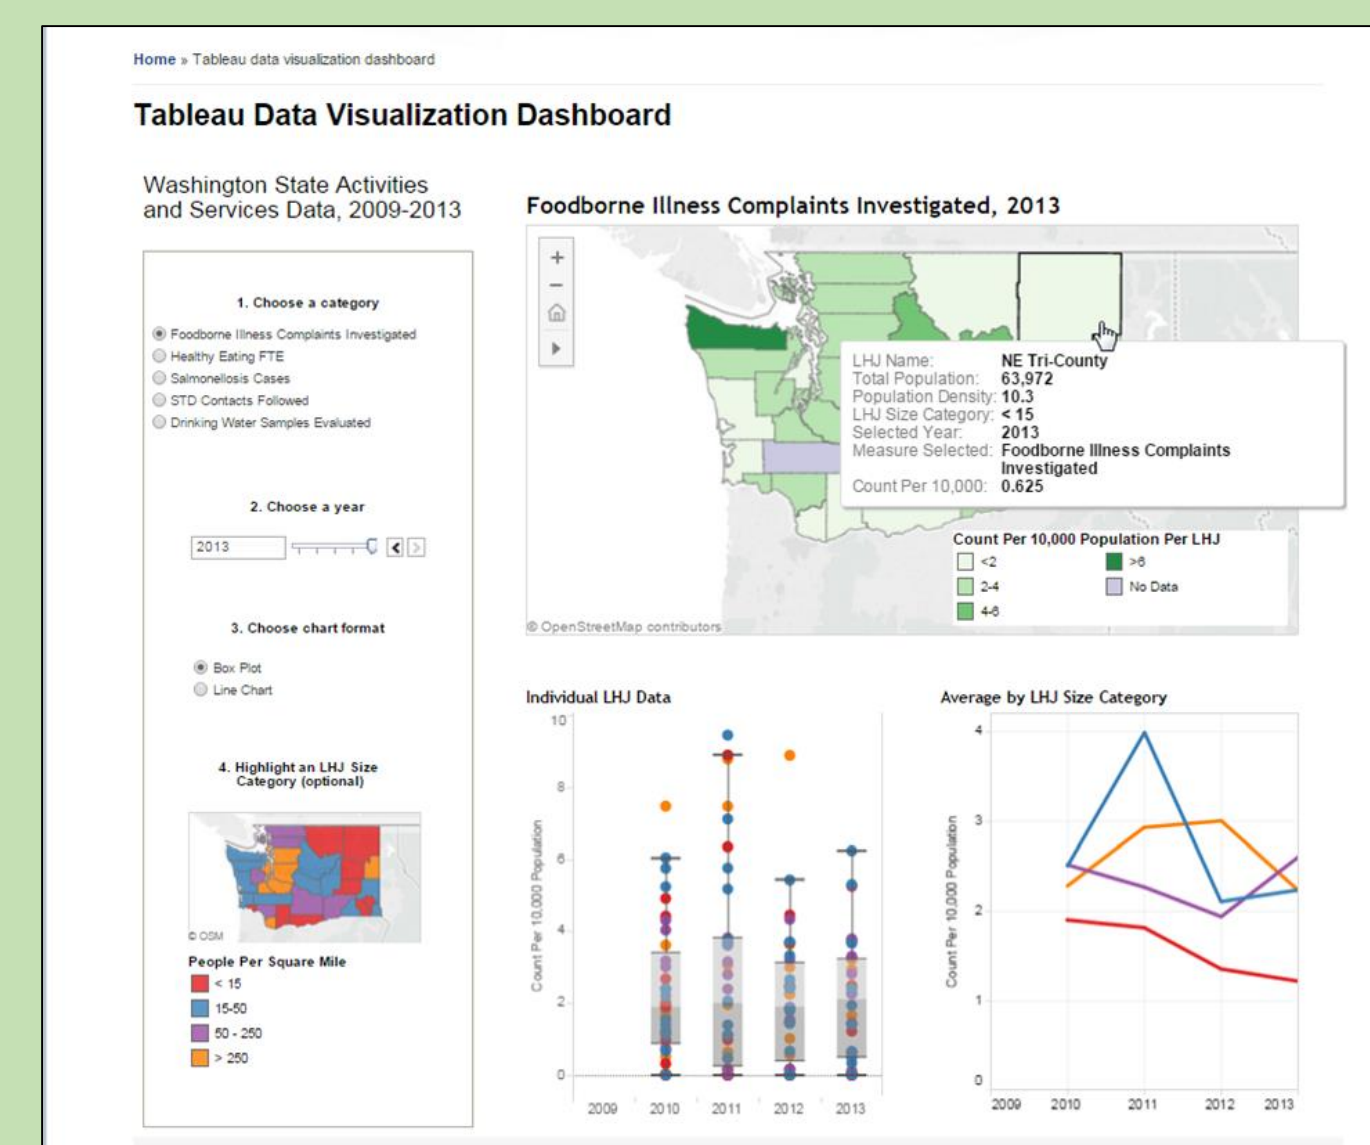 Home » Tableau data visualization dashboard
Tableau Data Visualization Dashboard
Washington State Activities
and Services Data, 2009-2013
1. Choose a category
Foodborne Illness Complaints Investigated
Healthy Eating FTE
Salmonellosis Cases
STD Contacts Followed
Drinking Water Samples Evaluated
2. Choose a year
2013
3. Choose chart format
Box Plot
Line Chart
4. Highlight an LHJ Size
Category (optional)
© OSM
People Per Square Mile
< 15
15-50
50 - 250
> 250
Foodborne Illness Complaints Investigated, 2013
LHJ Name: NE Tri-County
Total Population: 63,972
Population Density: 10.3
LHJ Size Category: < 15
Selected Year: 2013
Measure Selected: Foodborne Illness Complaints
Investigated
Count Per 10,000: 0.625
Count Per 10,000 Population Per LHJ
<2
2-4
4-6
>6
No Data
© OpenStreetMap contributors
Individual LHJ Data
Count Per 10,000 Population
10
8
6
4
2
0
2009 2010 2011 2012 2013
Average by LHJ Size Category
Count Per 10,000 Population
4
3
2
1
0
2009 2010 2011 2012 2013